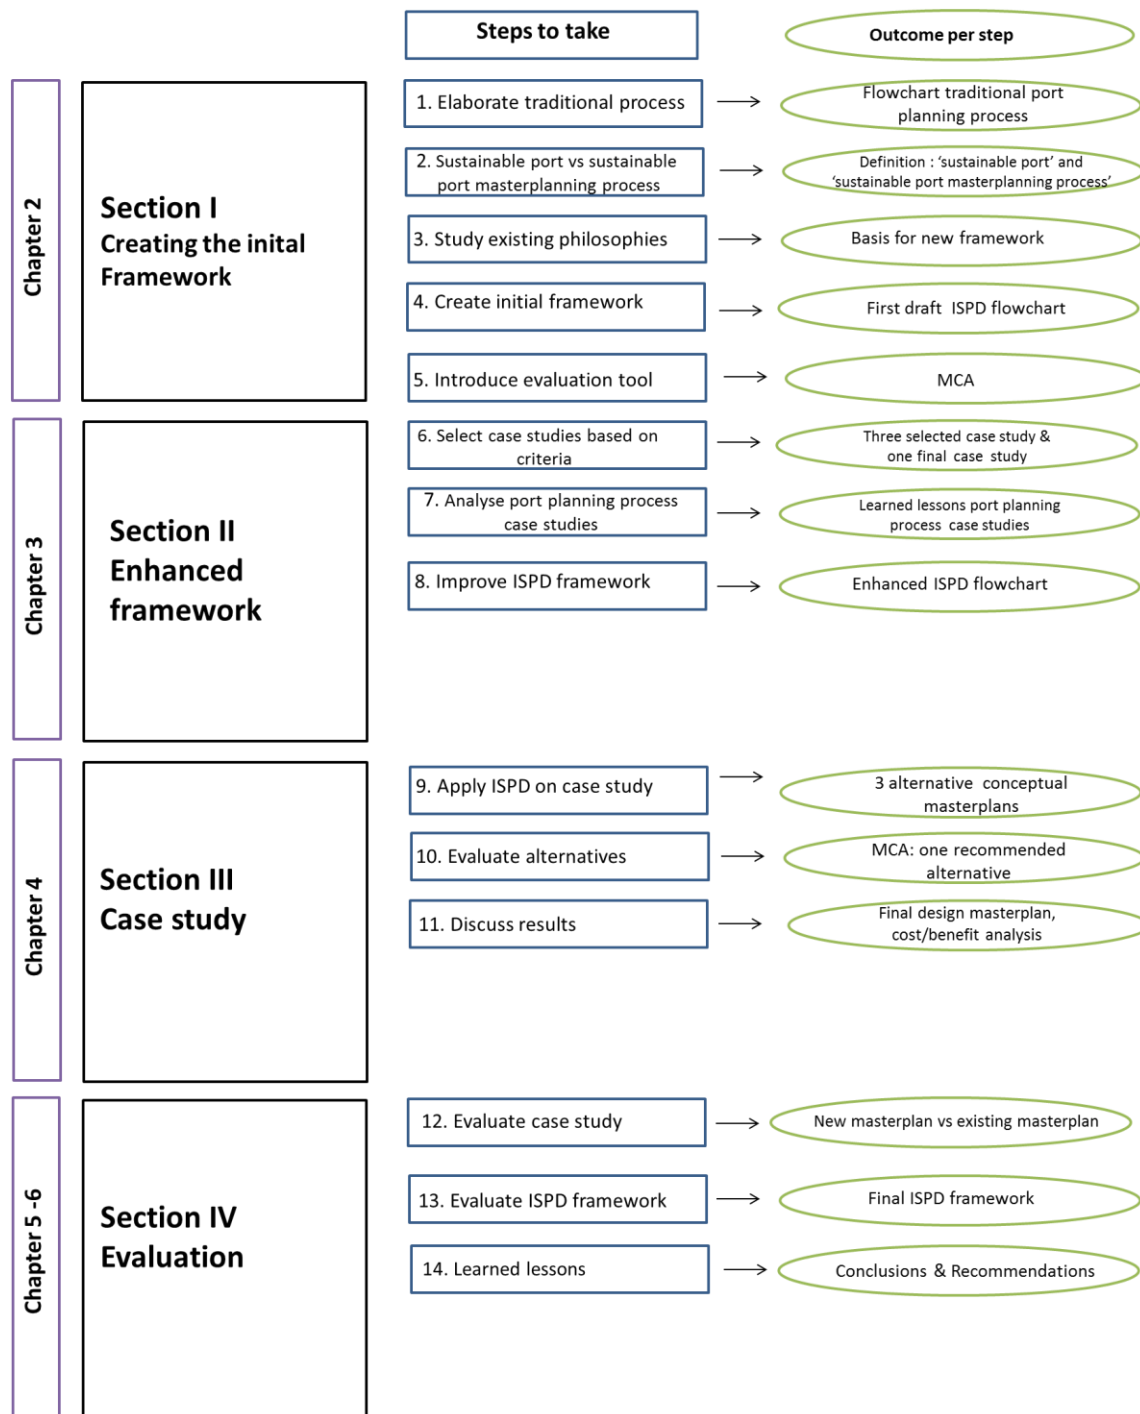 Steps to take
Outcome per step
Chapter 2
Section I
Creating the inital
Framework
1. Elaborate traditional process
Flowchart traditional port
planning process
2. Sustainable port vs sustainable
port masterplanning process
Definition : ‘sustainable port’ and
‘sustainable port masterplanning process’
3. Study existing philosophies
Basis for new framework
4. Create initial framework
First draft ISPD flowchart
5. Introduce evaluation tool
MCA
Chapter 3
Section II
Enhanced
framework
6. Select case studies based on
criteria
Three selected case study &
one final case study
7. Analyse port planning process
case studies
Learned lessons port planning
process case studies
8. Improve ISPD framework
Enhanced ISPD flowchart
Chapter 4
Section III
Case study
9. Apply ISPD on case study
3 alternative conceptual
masterplans
10. Evaluate alternatives
MCA: one recommended
alternative
11. Discuss results
Final design masterplan,
cost/benefit analysis
Chapter 5 -6
Section IV
Evaluation
12. Evaluate case study
New masterplan vs existing masterplan
13. Evaluate ISPD framework
Final ISPD framework
14. Learned lessons
Conclusions & Recommendations